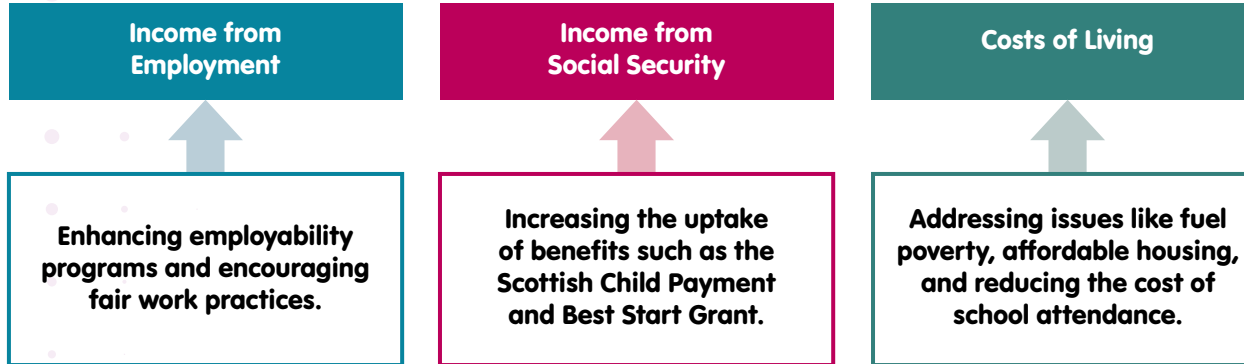 Income from
Employment
Income from
Social Security
Costs of Living
Enhancing employability
programs and encouraging
fair work practices.
Increasing the uptake
of benefits such as the
Scottish Child Payment
and Best Start Grant.
Addressing issues like fuel
poverty, affordable housing,
and reducing the cost of
school attendance.